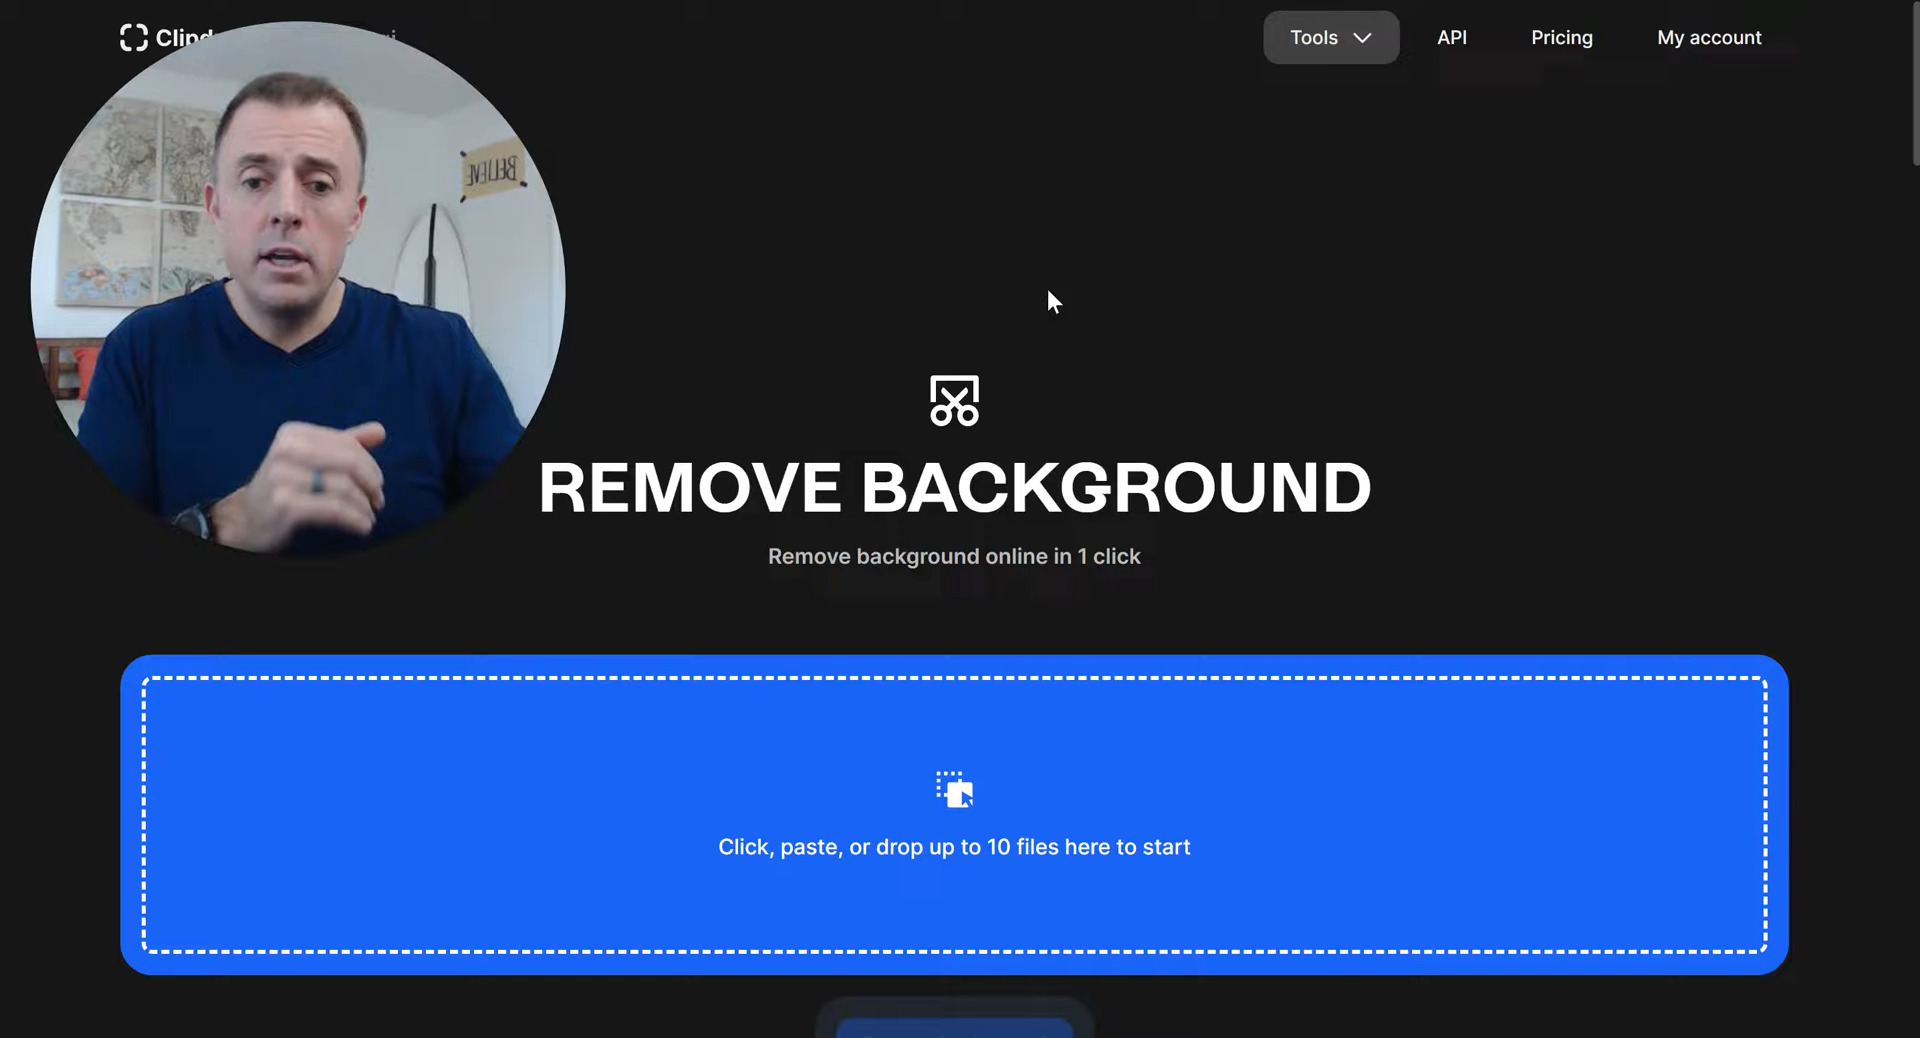 Tools
API
Pricing
My account
BELIEVE
REMOVE BACKGROUND
Remove background online in 1 click
Click, paste, or drop up to 10 files here to start